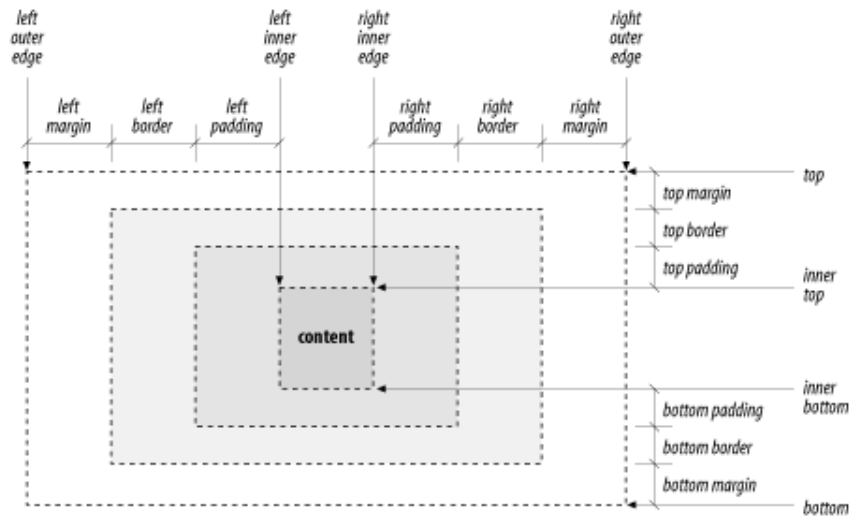 left
outer
edge
left
inner
edge
right
inner
edge
right
outer
edge
left
margin
left
border
left
padding
right
padding
right
border
right
margin
top
top margin
top border
top padding
inner
top
content
inner
bottom
bottom padding
bottom border
bottom margin
bottom